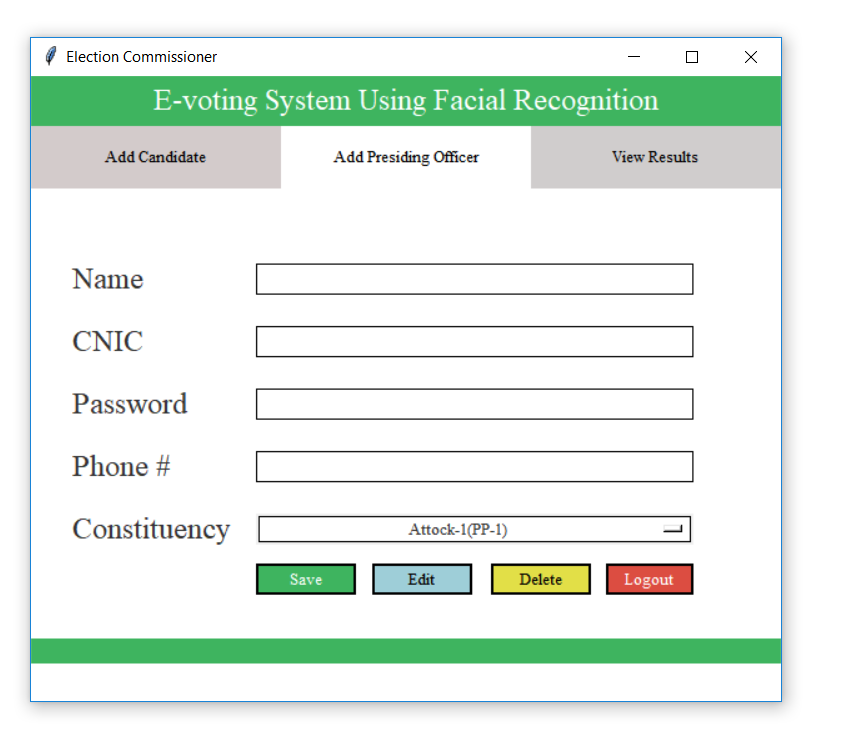 Election Commissioner
E-voting System Using Facial Recognition
Add Candidate Add Presiding Officer View Results
Name
CNIC
Password
Phone #
Constituency Attock-1(PP-1)
Save Edit Delete Logout